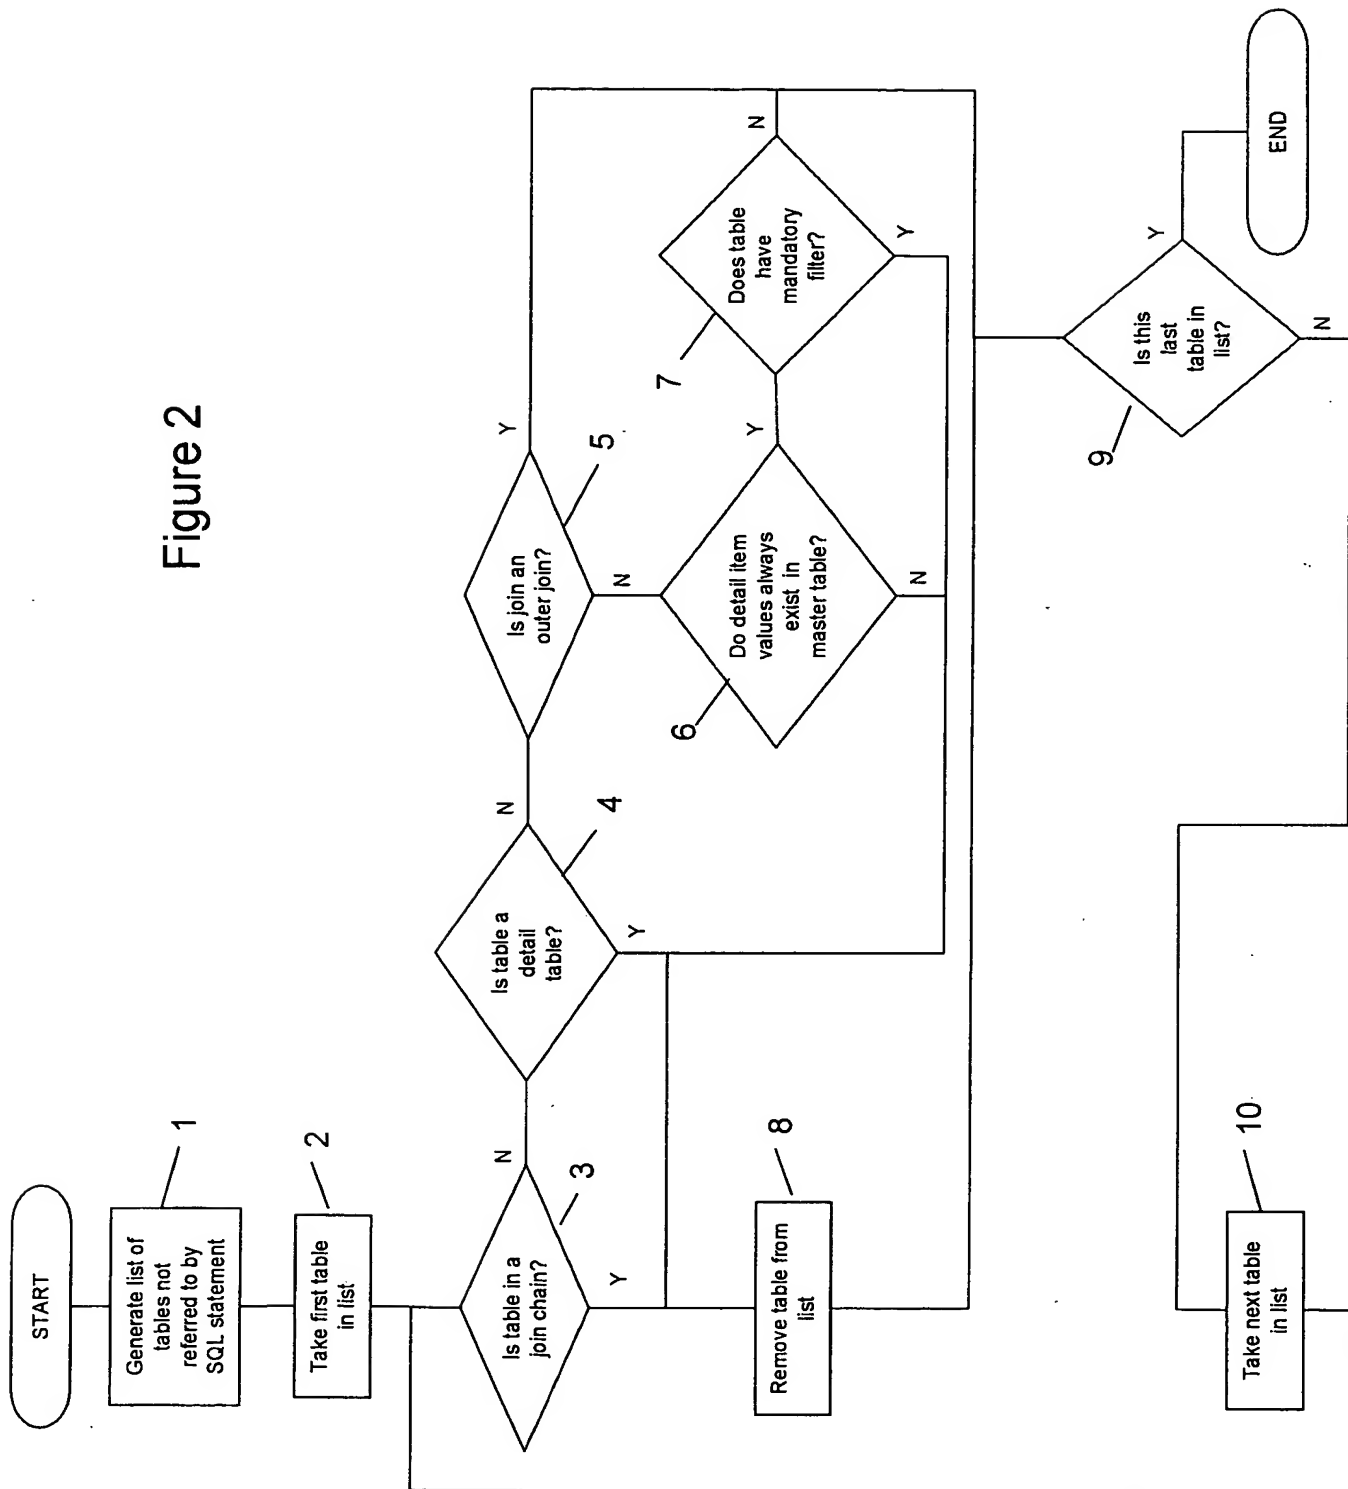 Figure 2
START
Generate list of
tables not
referred to by
SQL statement
1
Take first table
in list
2
Is table in a
join chain?
3
N
Y
Is table a
detail
table?
4
N
Y
Is join an
outer join?
5
Y
N
Do detail item
values always
exist in
master table?
6
Y
N
Does table
have
mandatory
filter?
7
N
Y
Remove table from
list
8
Is this
last
table in
list?
9
Y
N
END
Take next table
in list
10